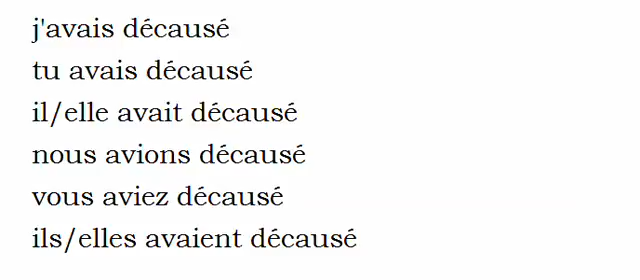 j'avais décausé
tu avais décausé
il/elle avait décausé
nous avions décausé
vous aviez décausé
ils/elles avaient décausé